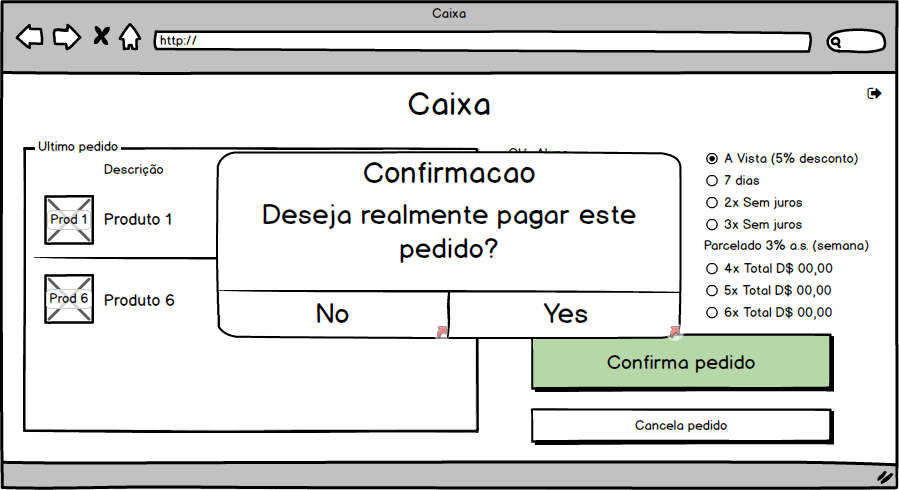 Caixa
http://
Caixa
Ultimo pedido
Descrição
Prod 1
Produto 1
Prod 6
Produto 6
Confirmacao
Deseja realmente pagar este
pedido?
No
Yes
A Vista (5% desconto)
7 dias
2x Sem juros
3x Sem juros
Parcelado 3% a.s. (semana)
4x Total D$ 00,00
5x Total D$ 00,00
6x Total D$ 00,00
Confirma pedido
Cancela pedido